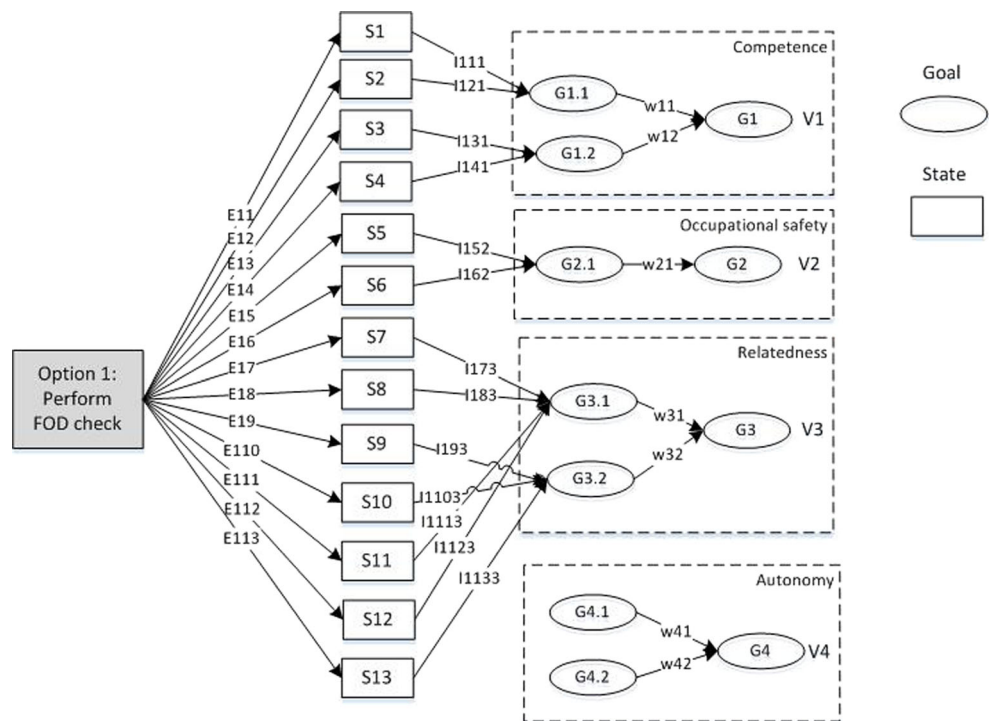 S1
S2
S3
S4
S5
S6
S7
S8
S9
S10
S11
S12
S13
Option 1:
Perform
FOD check
E11
E12
E13
E14
E15
E16
E17
E18
E19
E110
E111
E112
E113
I111
I121
I131
I141
I152
I162
I173
I183
I193
I1103
I1113
I1123
I1133
Competence
G1.1
G1.2
w11
w12
G1
V1
Occupational safety
G2.1
w21
G2
V2
Relatedness
G3.1
G3.2
w31
w32
G3
V3
Autonomy
G4.1
G4.2
w41
w42
G4
V4
Goal
State